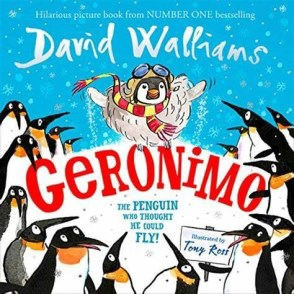 Hilarious picture book from NUMBER ONE bestselling
David Walliams
GERONIMO
THE PENGUIN
WHO THOUGHT
HE COULD
FLY!
Illustrated by
Tony Ross